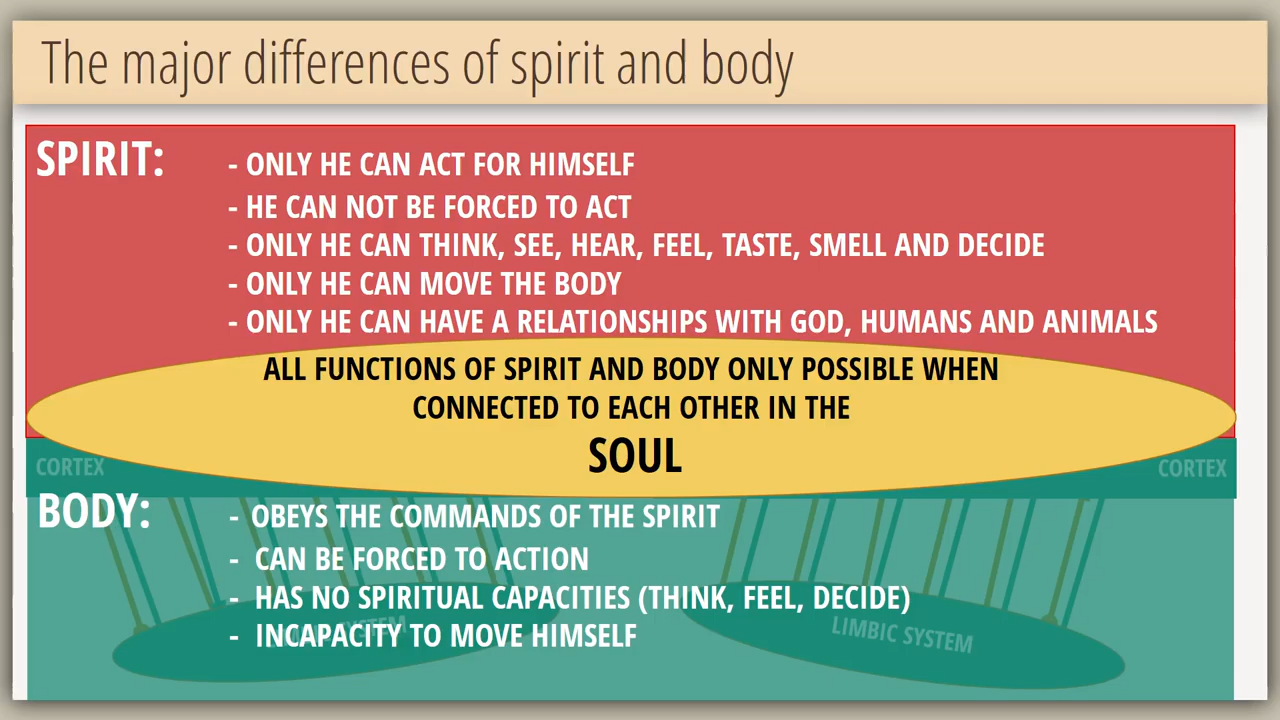 The major differences of spirit and body
SPIRIT:
- ONLY HE CAN ACT FOR HIMSELF
- HE CAN NOT BE FORCED TO ACT
- ONLY HE CAN THINK, SEE, HEAR, FEEL, TASTE, SMELL AND DECIDE
- ONLY HE CAN MOVE THE BODY
- ONLY HE CAN HAVE A RELATIONSHIPS WITH GOD, HUMANS AND ANIMALS
ALL FUNCTIONS OF SPIRIT AND BODY ONLY POSSIBLE WHEN
CONNECTED TO EACH OTHER IN THE
SOUL
CORTEX
CORTEX
BODY:
- OBEYS THE COMMANDS OF THE SPIRIT
- CAN BE FORCED TO ACTION
- HAS NO SPIRITUAL CAPACITIES (THINK, FEEL, DECIDE)
- INCAPACITY TO MOVE HIMSELF
LIMBIC SYSTEM